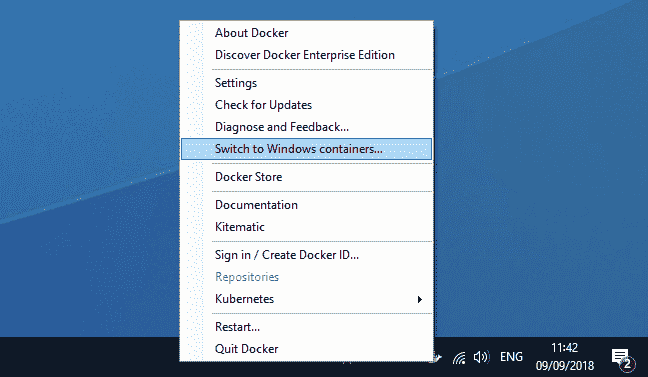 About Docker
Discover Docker Enterprise Edition
Settings
Check for Updates
Diagnose and Feedback...
Switch to Windows containers...
Docker Store
Documentation
Kitematic
Sign in / Create Docker ID...
Repositories
Kubernetes
Restart...
Quit Docker
ENG
11:42
09/09/2018
2